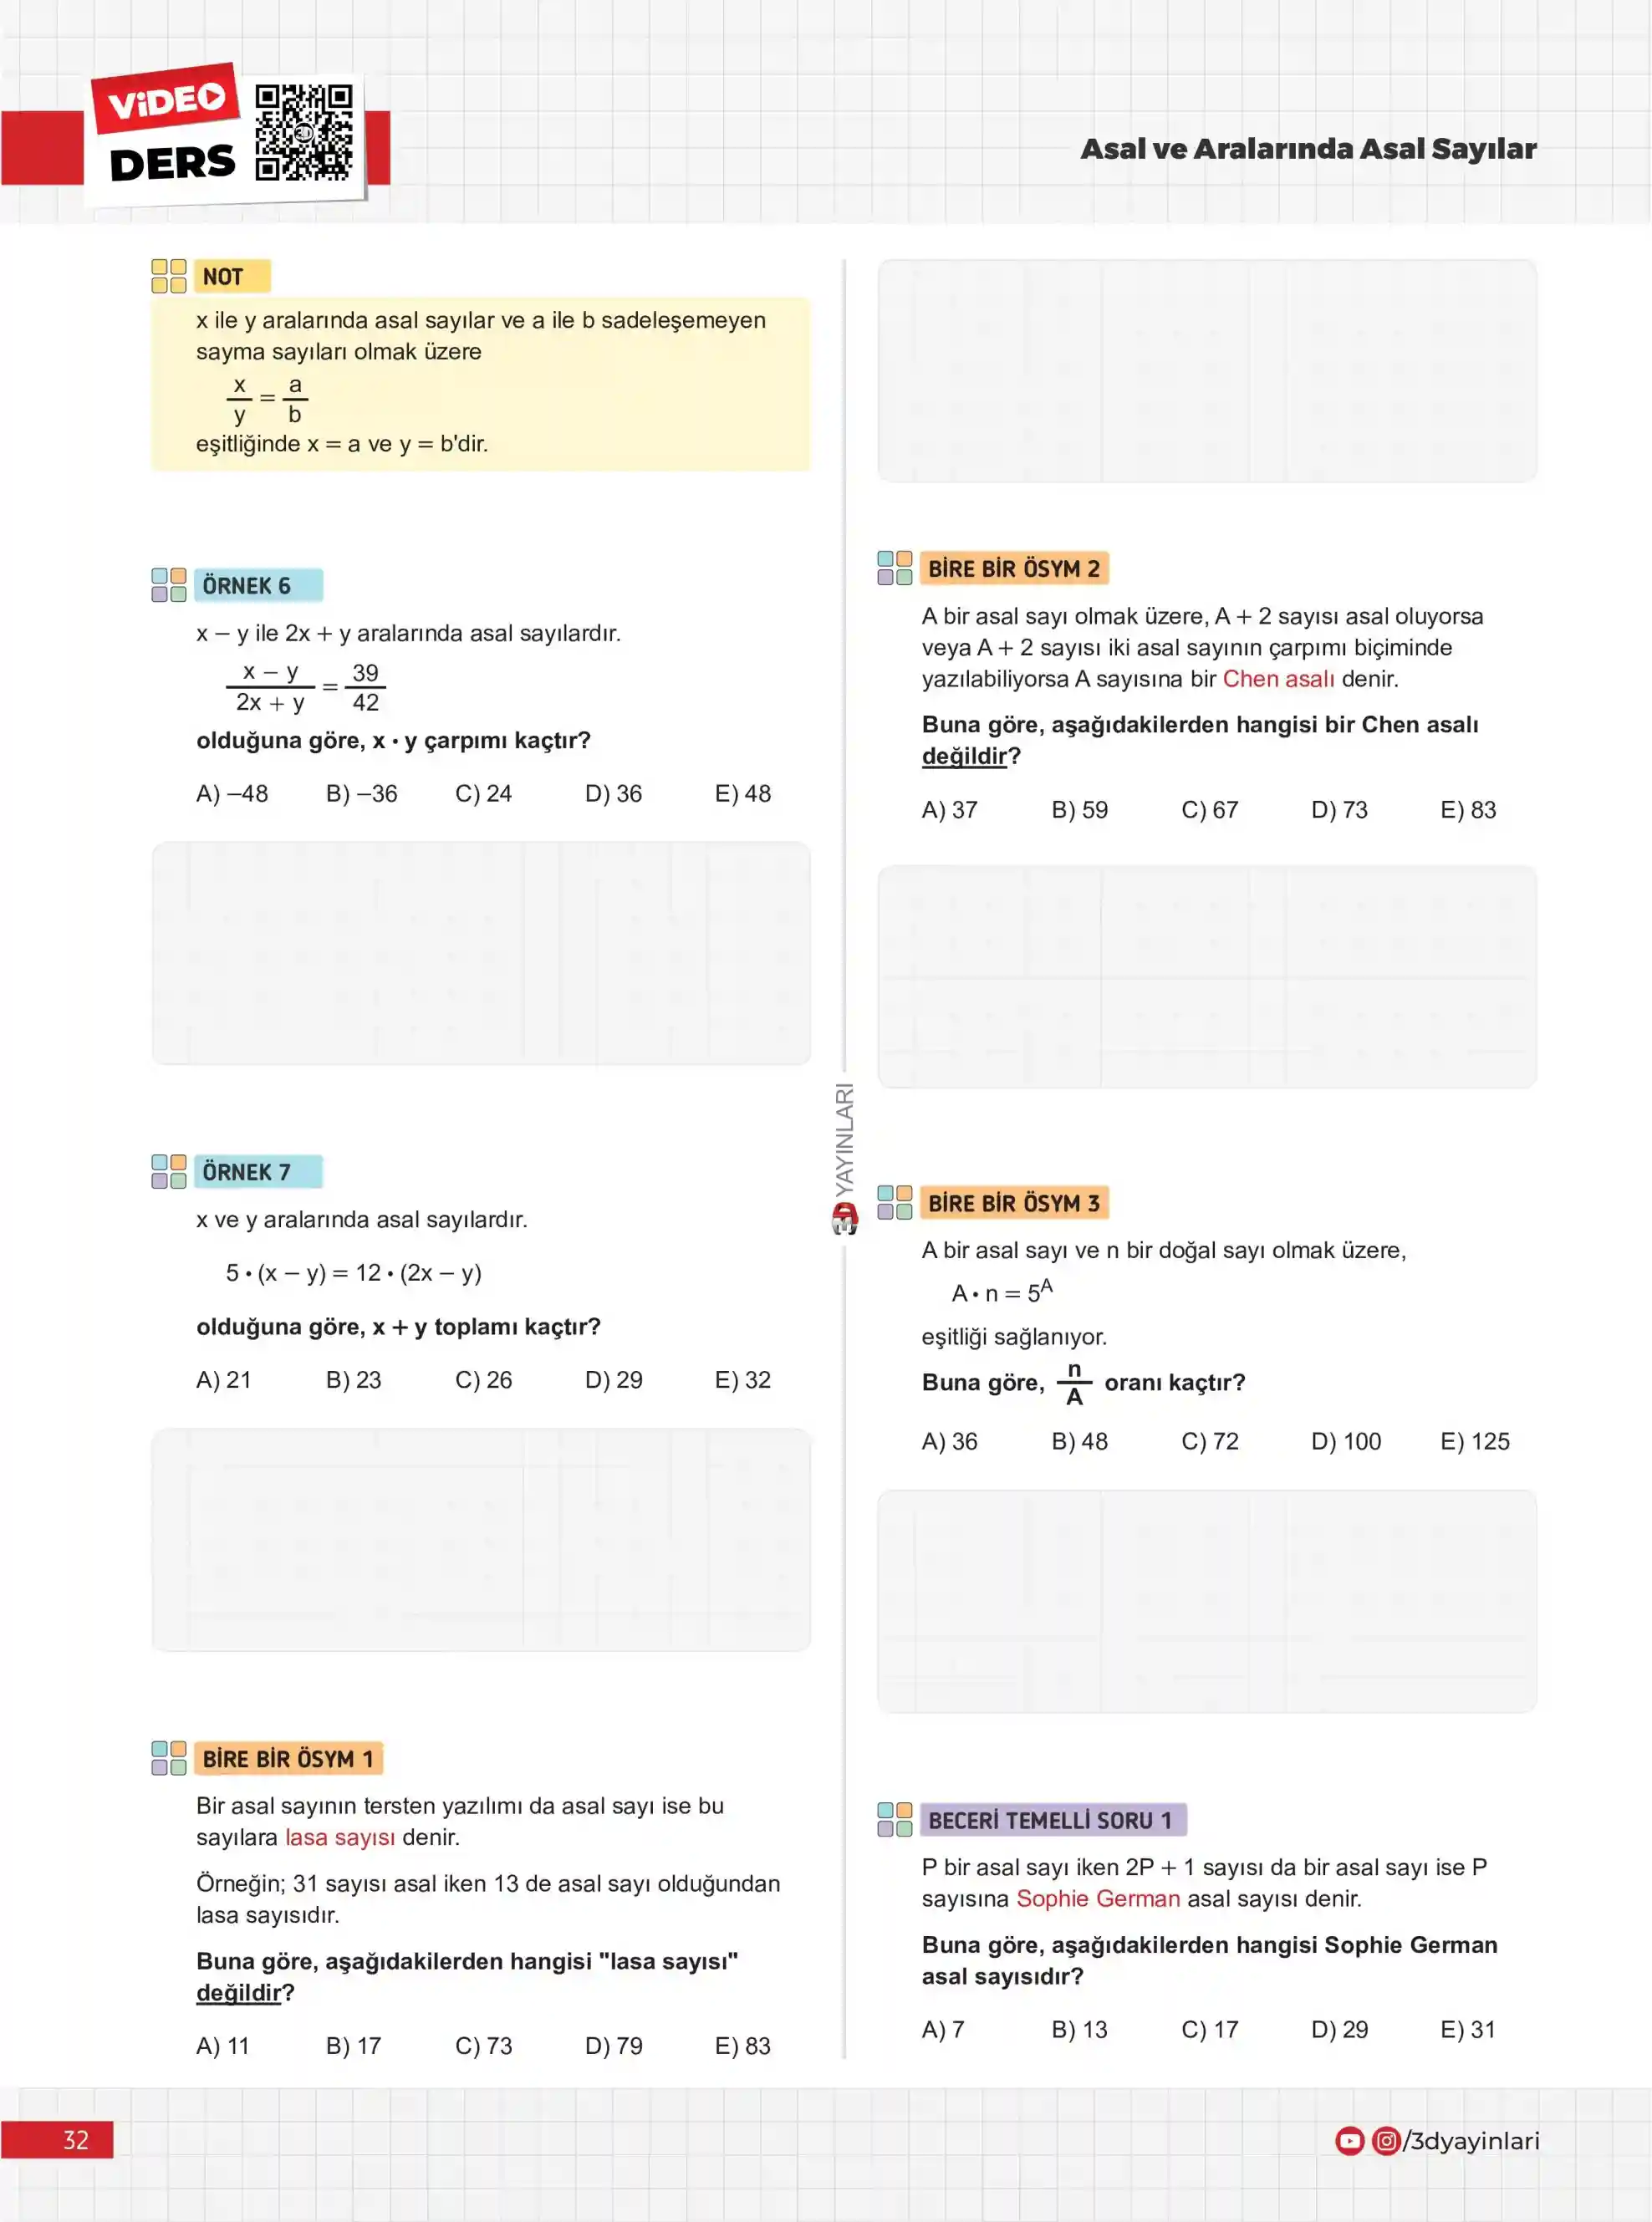 ViDEO
DERS
Asal ve Aralarında Asal Sayılar
NOT
x ile y aralarında asal sayılar ve a ile b sadeleşemeyen
sayma sayıları olmak üzere
x/y = a/b
eşitliğinde x = a ve y = b'dir.
ÖRNEK 6
x – y ile 2x + y aralarında asal sayılardır.
(x – y)/(2x + y) = 39/42
olduğuna göre, x • y çarpımı kaçtır?
A) –48 B) –36 C) 24 D) 36 E) 48
ÖRNEK 7
x ve y aralarında asal sayılardır.
5 • (x – y) = 12 • (2x – y)
olduğuna göre, x + y toplamı kaçtır?
A) 21 B) 23 C) 26 D) 29 E) 32
BİRE BİR ÖSYM 1
Bir asal sayının tersten yazılımı da asal sayı ise bu
sayılara lasa sayısı denir.
Örneğin; 31 sayısı asal iken 13 de asal sayı olduğundan
lasa sayısıdır.
Buna göre, aşağıdakilerden hangisi "lasa sayısı"
değildir?
A) 11 B) 17 C) 73 D) 79 E) 83
YAYINLARI
BİRE BİR ÖSYM 2
A bir asal sayı olmak üzere, A + 2 sayısı asal oluyorsa
veya A + 2 sayısı iki asal sayının çarpımı biçiminde
yazılabiliyorsa A sayısına bir Chen asalı denir.
Buna göre, aşağıdakilerden hangisi bir Chen asalı
değildir?
A) 37 B) 59 C) 67 D) 73 E) 83
BİRE BİR ÖSYM 3
A bir asal sayı ve n bir doğal sayı olmak üzere,
A • n = 5^A
eşitliği sağlanıyor.
Buna göre, n/A oranı kaçtır?
A) 36 B) 48 C) 72 D) 100 E) 125
BECERİ TEMELLİ SORU 1
P bir asal sayı iken 2P + 1 sayısı da bir asal sayı ise P
sayısına Sophie German asal sayısı denir.
Buna göre, aşağıdakilerden hangisi Sophie German
asal sayısıdır?
A) 7 B) 13 C) 17 D) 29 E) 31
32
/3dyayinlari